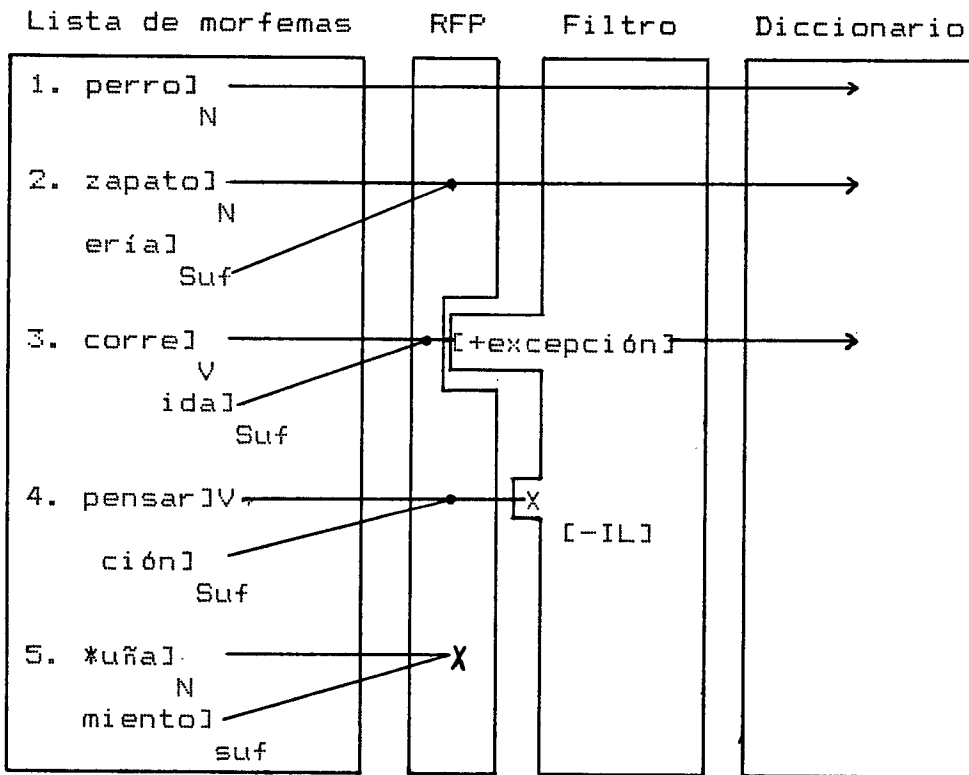 Lista de morfemas RFP Filtro Diccionario
1. perro]
N
2. zapato]
N
ería]
Suf
3. corre] [+excepción]
V
ida]
Suf
4. pensar]V X
[-IL]
ción]
Suf
5. *uña] X
N
miento]
suf